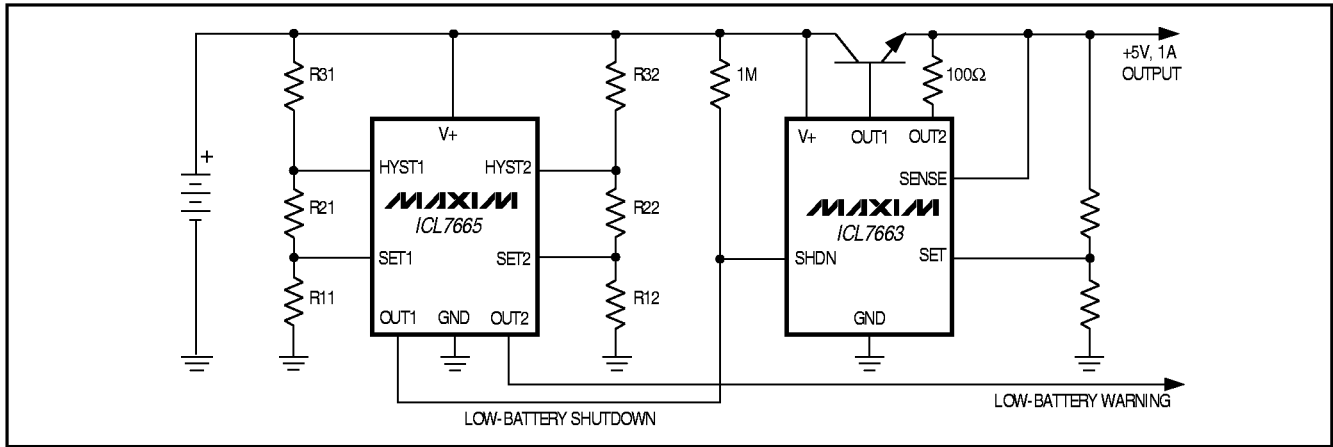 R31
R32
1M
100Ω
+5V, 1A
OUTPUT
V+
V+
OUT1
OUT2
+
HYST1
HYST2
SENSE
MAXIM
ICL7665
MAXIM
ICL7663
R21
R22
SET1
SET2
SHDN
SET
R11
R12
OUT1
GND
OUT2
GND
LOW-BATTERY SHUTDOWN
LOW-BATTERY WARNING